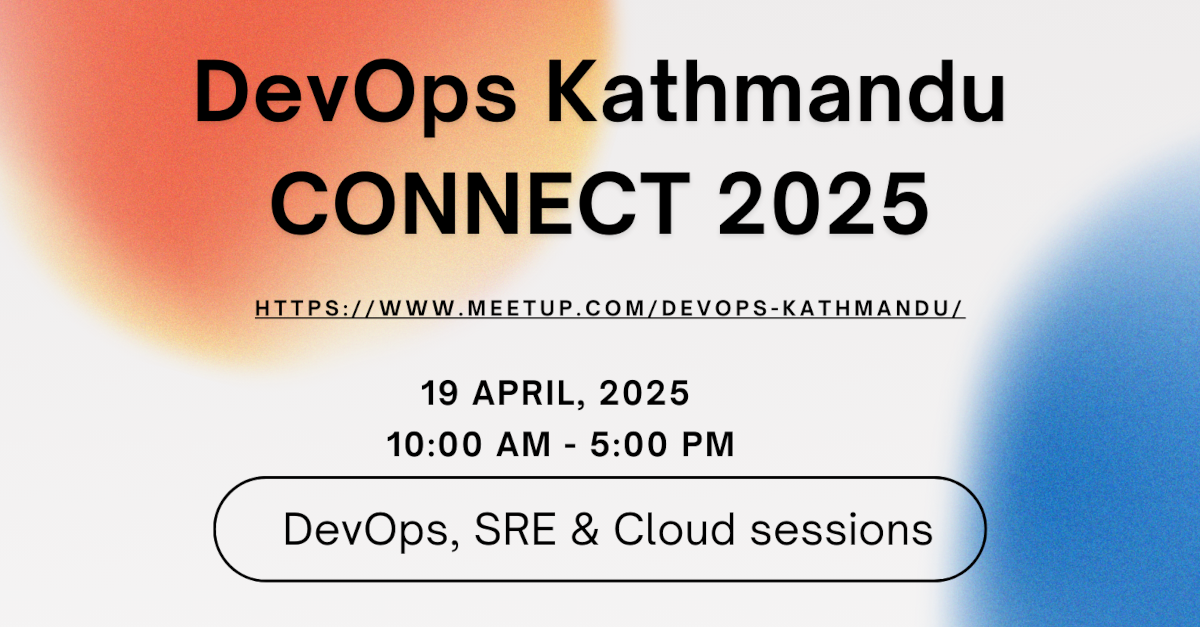 DevOps Kathmandu
CONNECT 2025
HTTPS://WWW.MEETUP.COM/DEVOPS-KATHMANDU/
19 APRIL, 2025
10:00 AM - 5:00 PM
DevOps, SRE & Cloud sessions